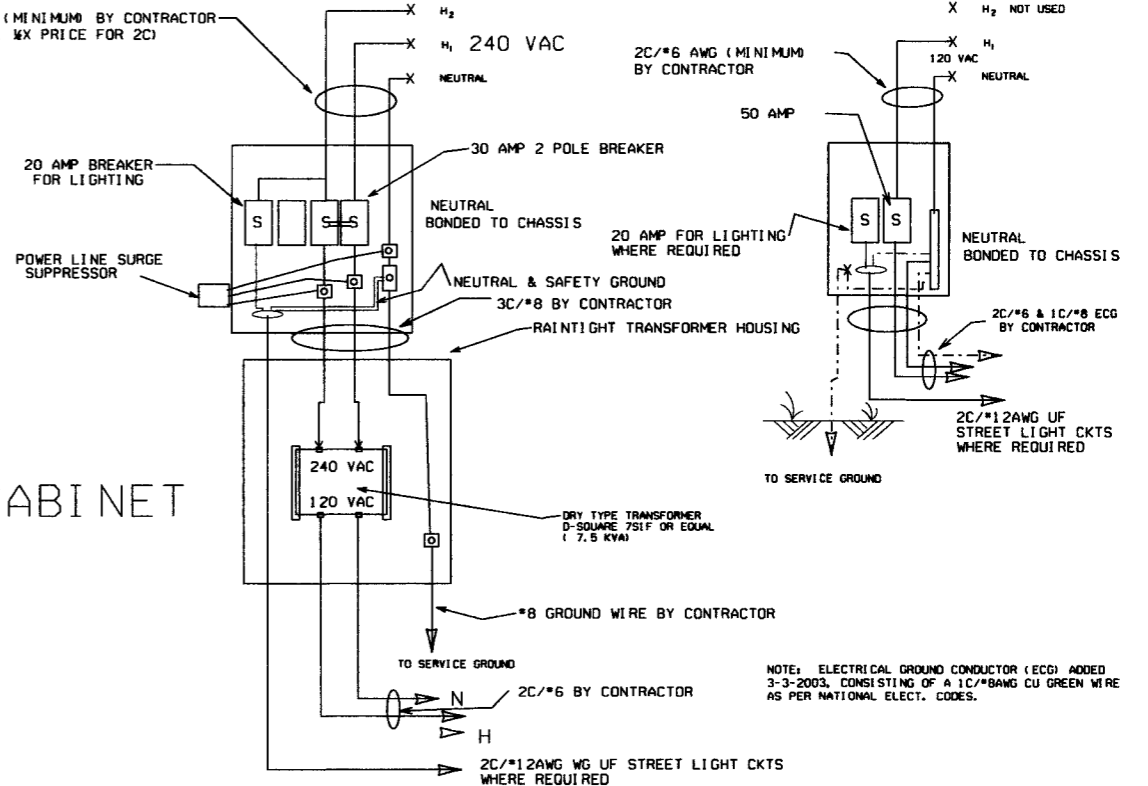 (MINIMUM) BY CONTRACTOR
PRICE FOR 2C)
H2
H1 240 VAC
NEUTRAL
20 AMP BREAKER
FOR LIGHTING
30 AMP 2 POLE BREAKER
S
S
S
NEUTRAL
BONDED TO CHASSIS
POWER LINE SURGE
SUPPRESSOR
NEUTRAL & SAFETY GROUND
3C/#8 BY CONTRACTOR
RAINTIGHT TRANSFORMER HOUSING
240 VAC
120 VAC
ABINET
DRY TYPE TRANSFORMER
D-SQUARE 7S1F OR EQUAL
( 7.5 KVA)
#8 GROUND WIRE BY CONTRACTOR
TO SERVICE GROUND
N
2C/#6 BY CONTRACTOR
H
2C/#12AWG WG UF STREET LIGHT CKTS
WHERE REQUIRED
H2 NOT USED
H1
120 VAC
NEUTRAL
2C/#6 AWG (MINIMUM)
BY CONTRACTOR
50 AMP
S
S
20 AMP FOR LIGHTING
WHERE REQUIRED
NEUTRAL
BONDED TO CHASSIS
2C/#6 & 1C/#8 ECG
BY CONTRACTOR
2C/#12AWG UF
STREET LIGHT CKTS
WHERE REQUIRED
TO SERVICE GROUND
NOTE: ELECTRICAL GROUND CONDUCTOR (ECG) ADDED
3-3-2003, CONSISTING OF A 1C/#8AWG CU GREEN WIRE
AS PER NATIONAL ELECT. CODES.